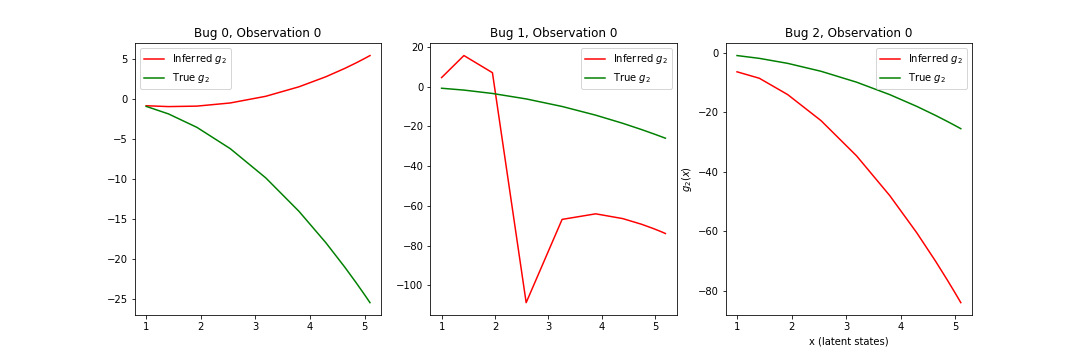 Bug 0, Observation 0
Inferred g₂
True g₂
5
0
−5
−10
−15
−20
−25
1 2 3 4 5
Bug 1, Observation 0
Inferred g₂
True g₂
20
0
−20
−40
−60
−80
−100
1 2 3 4 5
Bug 2, Observation 0
Inferred g₂
True g₂
g₂(x)
0
−20
−40
−60
−80
1 2 3 4 5
x (latent states)